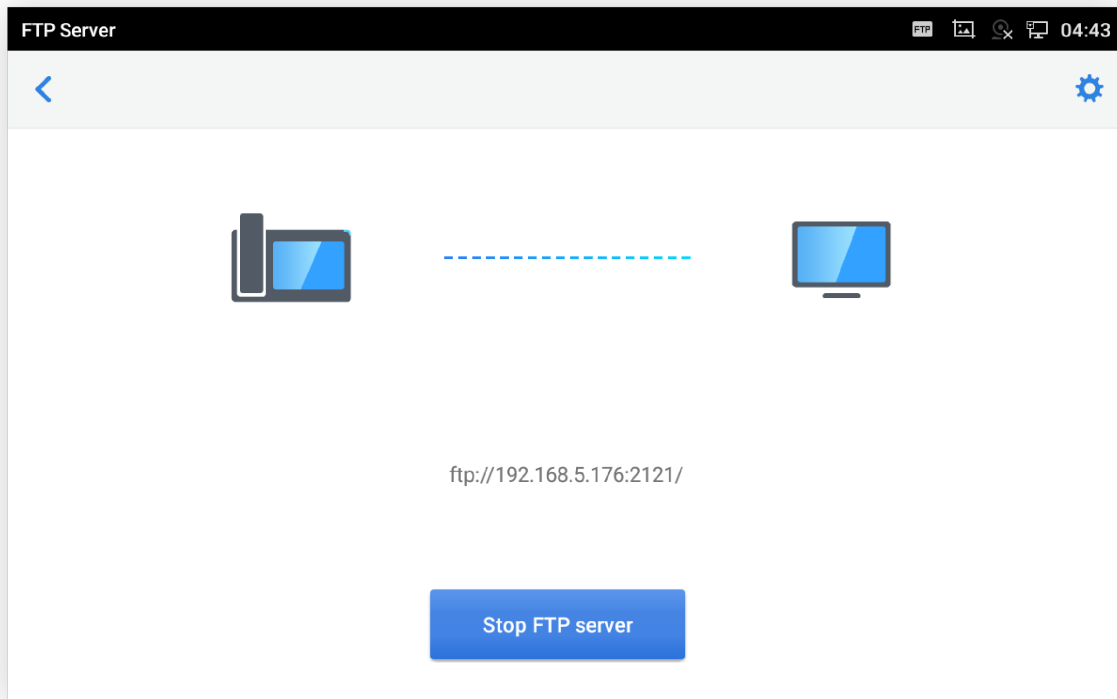 FTP Server
FTP
04:43
ftp://192.168.5.176:2121/
Stop FTP server